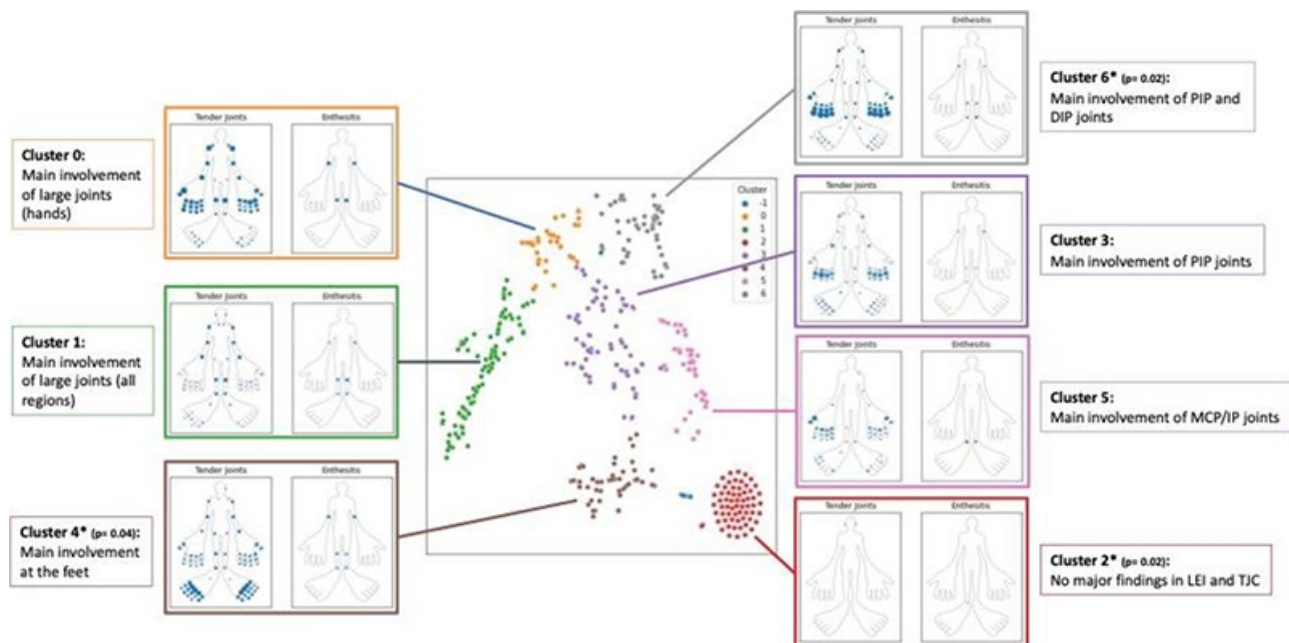 Tender Joints
Enthesitis
Cluster 6* (p= 0.02):
Main involvement of PIP and
DIP joints
Tender Joints
Enthesitis
Cluster 0:
Main involvement
of large joints
(hands)
Cluster
-1
0
1
2
3
4
5
6
Tender Joints
Enthesitis
Cluster 3:
Main involvement of PIP joints
Tender Joints
Enthesitis
Cluster 1:
Main involvement
of large joints (all
regions)
Tender Joints
Enthesitis
Cluster 5:
Main involvement of MCP/IP joints
Tender Joints
Enthesitis
Cluster 4* (p= 0.04):
Main involvement
at the feet
Tender Joints
Enthesitis
Cluster 2* (p= 0.02):
No major findings in LEI and TJC